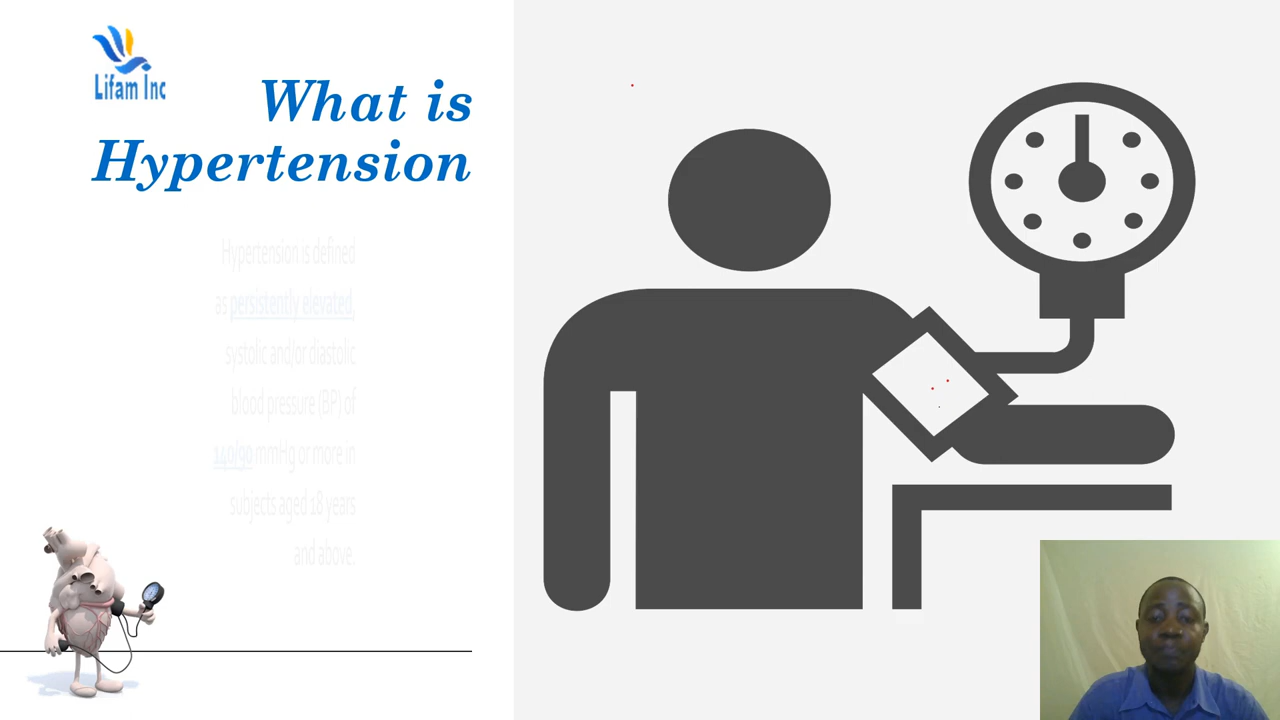 Lifam Inc
What is
Hypertension
Hypertension is defined
as persistently elevated,
systolic and/or diastolic
blood pressure (BP) of
140/90 mmHg or more in
subjects aged 18 years
and above.